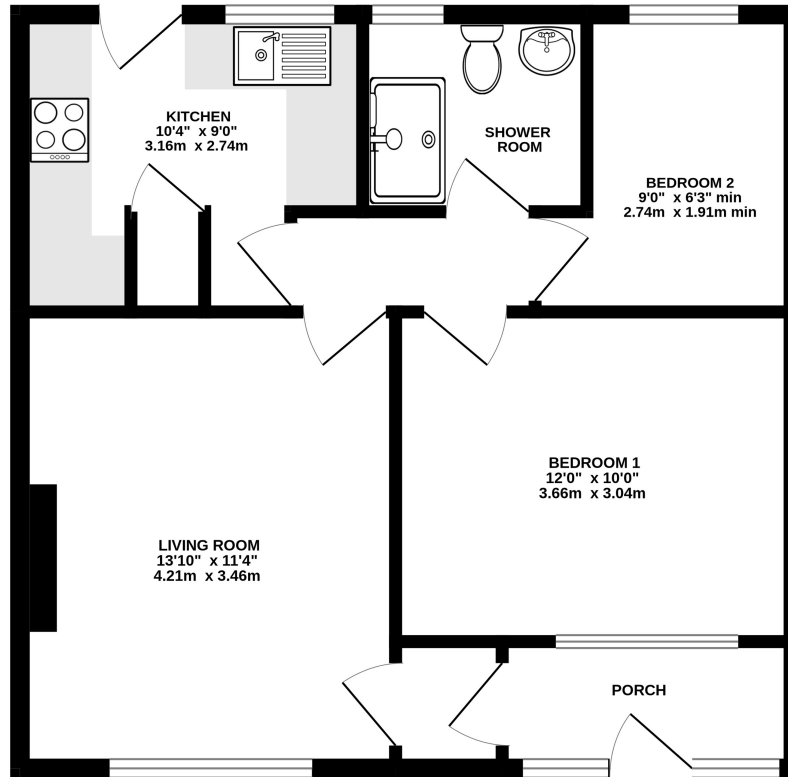 KITCHEN
10'4" x 9'0"
3.16m x 2.74m
SHOWER
ROOM
BEDROOM 2
9'0" x 6'3" min
2.74m x 1.91m min
BEDROOM 1
12'0" x 10'0"
3.66m x 3.04m
LIVING ROOM
13'10" x 11'4"
4.21m x 3.46m
PORCH